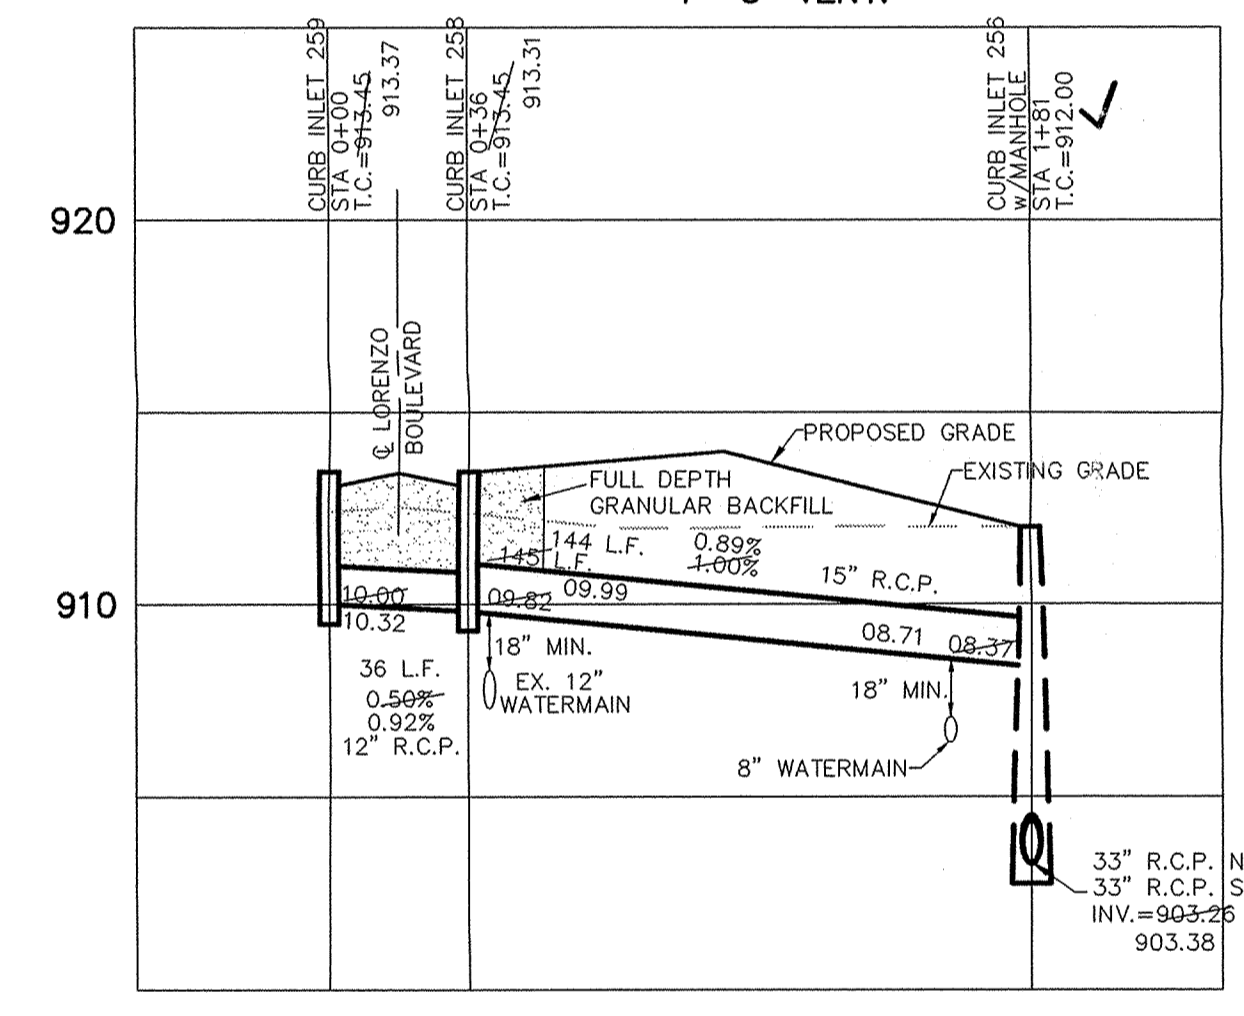 CURB INLET 259
STA 0+00
T.C.=913.45
913.37
CURB INLET 258
STA 0+36
T.C.=913.45
913.31
CURB INLET 256
w/MANHOLE
STA 1+81
T.C.=912.00
920
℄ LORENZO
BOULEVARD
PROPOSED GRADE
EXISTING GRADE
FULL DEPTH
GRANULAR BACKFILL
144 L.F.
145 L.F.
0.89%
1.00%
15" R.C.P.
910
10.00
10.32
09.82
09.99
08.71
08.37
36 L.F.
0.50%
0.92%
12" R.C.P.
18" MIN.
EX. 12"
WATERMAIN
18" MIN.
8" WATERMAIN
33" R.C.P. N
33" R.C.P. S
INV.=903.26
903.38